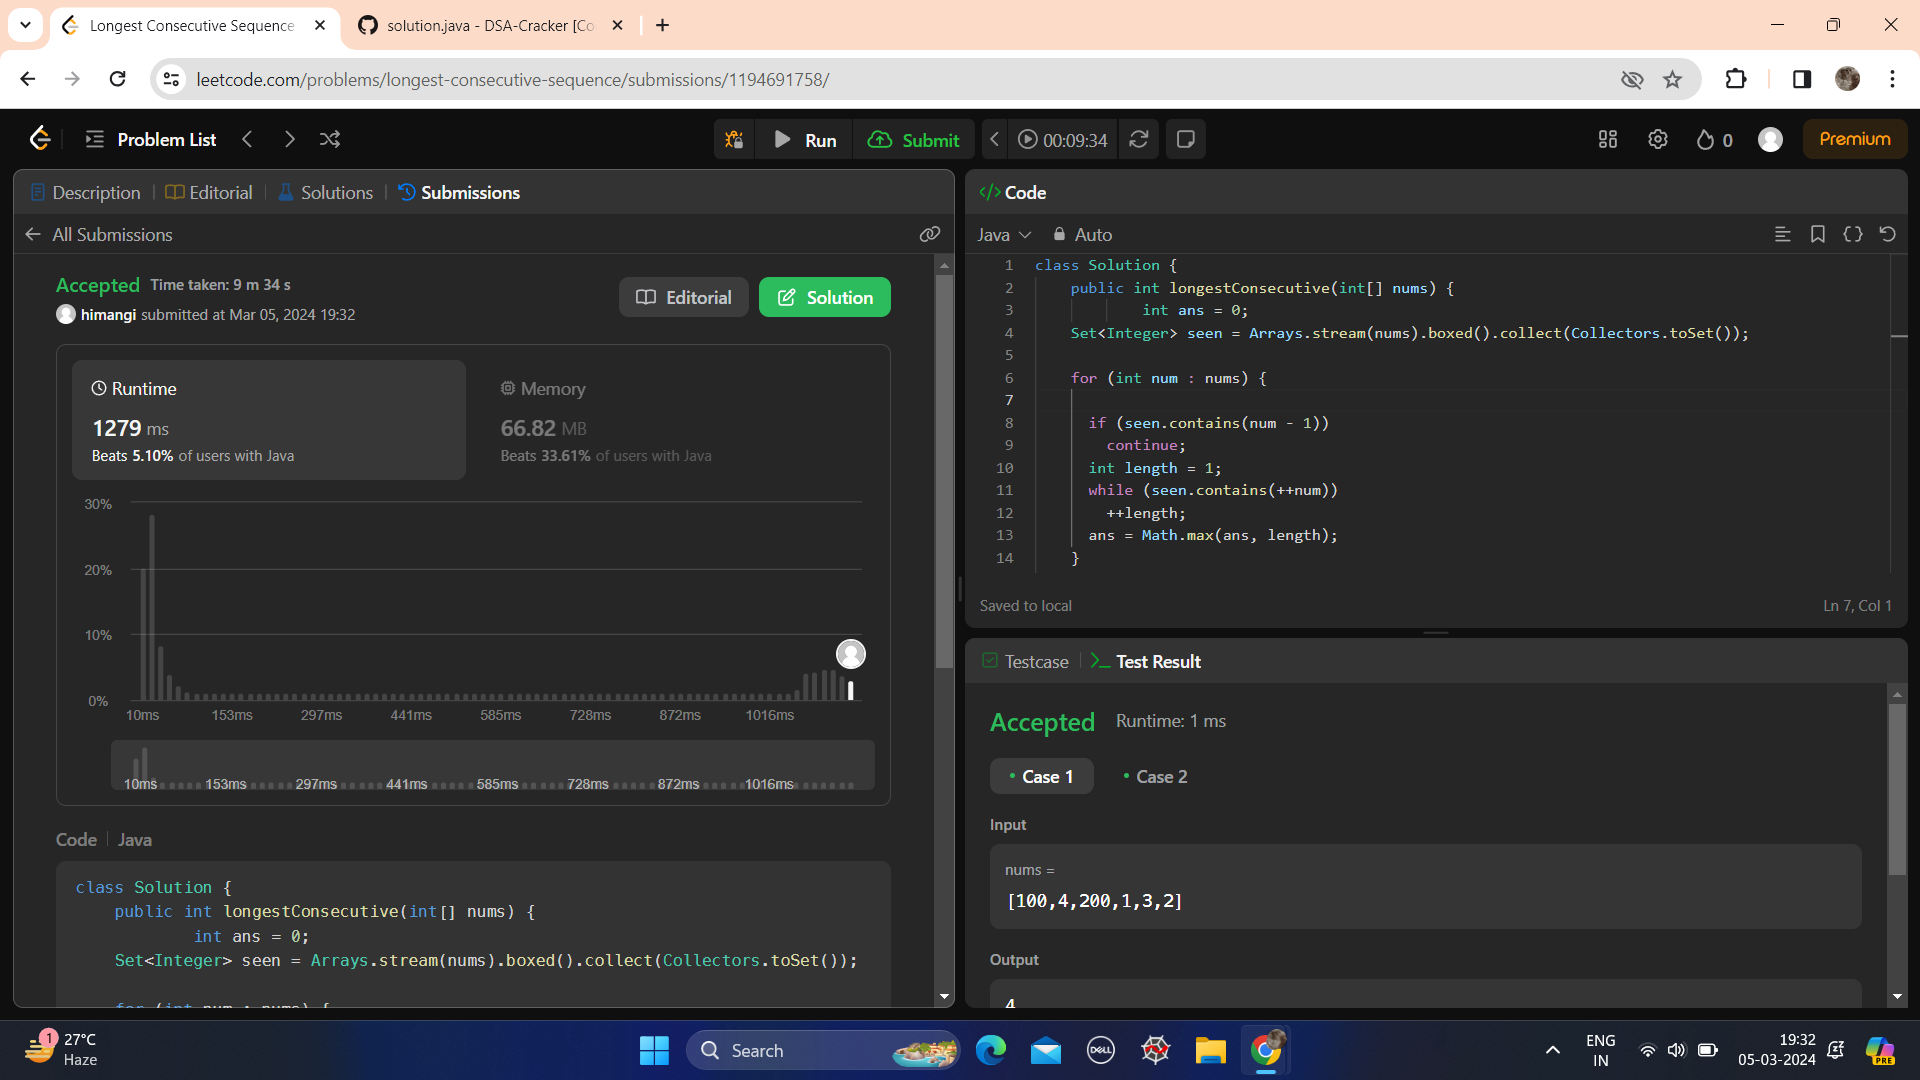 Longest Consecutive Sequence
solution.java - DSA-Cracker [Co
leetcode.com/problems/longest-consecutive-sequence/submissions/1194691758/
Problem List
Run
Submit
00:09:34
0
Premium
Description
Editorial
Solutions
Submissions
All Submissions
Accepted Time taken: 9 m 34 s
himangi submitted at Mar 05, 2024 19:32
Editorial
Solution
Runtime
1279 ms
Beats 5.10% of users with Java
Memory
66.82 MB
Beats 33.61% of users with Java
30%
20%
10%
0%
10ms 153ms 297ms 441ms 585ms 728ms 872ms 1016ms
10ms 153ms 297ms 441ms 585ms 728ms 872ms 1016ms
Code Java
class Solution {
public int longestConsecutive(int[] nums) {
int ans = 0;
Set<Integer> seen = Arrays.stream(nums).boxed().collect(Collectors.toSet());
for (int num : nums) {
</> Code
Java Auto
1 class Solution {
2 public int longestConsecutive(int[] nums) {
3 int ans = 0;
4 Set<Integer> seen = Arrays.stream(nums).boxed().collect(Collectors.toSet());
5
6 for (int num : nums) {
7
8 if (seen.contains(num - 1))
9 continue;
10 int length = 1;
11 while (seen.contains(++num))
12 ++length;
13 ans = Math.max(ans, length);
14 }
Saved to local
Ln 7, Col 1
Testcase
Test Result
Accepted Runtime: 1 ms
Case 1
Case 2
Input
nums =
[100,4,200,1,3,2]
Output
4
1
27°C
Haze
Search
DELL
ENG
IN
19:32
05-03-2024
PRE